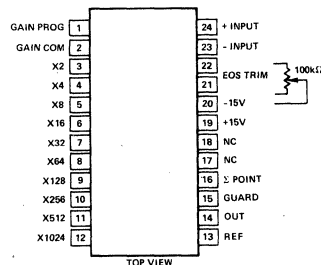 GAIN PROG 1
GAIN COM 2
X2 3
X4 4
X8 5
X16 6
X32 7
X64 8
X128 9
X256 10
X512 11
X1024 12
24 + INPUT
23 - INPUT
22
EOS TRIM 100kΩ
21
20 -15V
19 +15V
18 NC
17 NC
16 Σ POINT
15 GUARD
14 OUT
13 REF
TOP VIEW